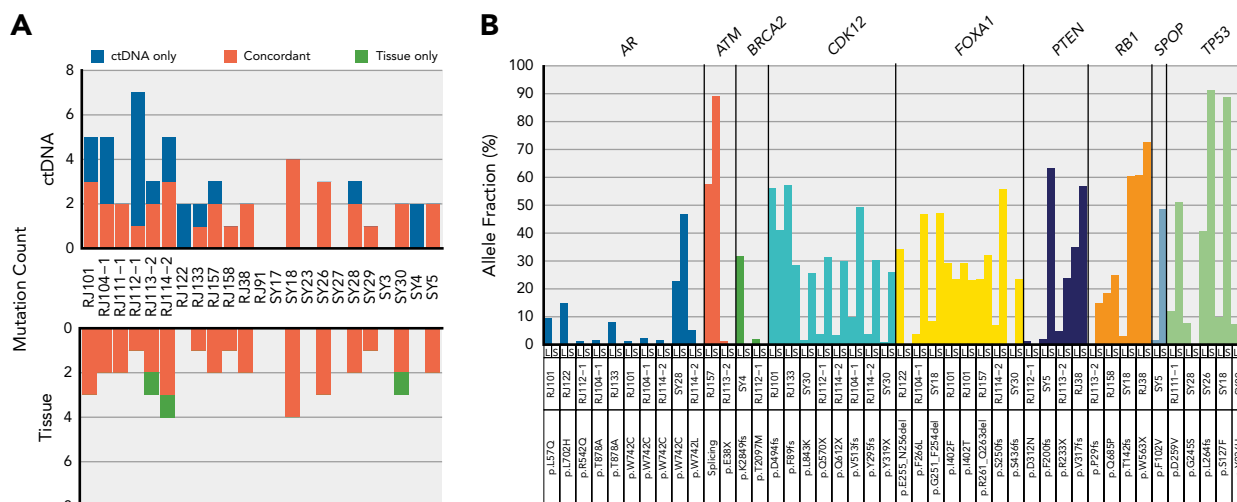 A
ctDNA only Concordant Tissue only
8
6
4
2
0
ctDNA
Mutation Count
RJ101
RJ104-1
RJ111-1
RJ112-1
RJ113-2
RJ114-2
RJ122
RJ133
RJ157
RJ158
RJ38
RJ91
SY17
SY18
SY23
SY26
SY27
SY28
SY29
SY3
SY30
SY4
SY5
0
2
4
6
Tissue
B
AR ATM BRCA2 CDK12 FOXA1 PTEN RB1 SPOP TP53
Allele Fraction (%)
100
90
80
70
60
50
40
30
20
10
0
L S L S L S L S L S L S L S L S L S L S L S L S L S L S L S L S L S L S L S L S L S L S L S L S L S L S L S L S L S L S L S L S L S L S L S L S L S L S L S L S L S L S L S
RJ101
RJ122
RJ112-1
RJ104-1
RJ133
RJ101
RJ104-1
RJ114-2
SY28
RJ114-2
RJ157
RJ113-2
SY4
RJ112-1
RJ101
RJ133
SY30
RJ112-1
RJ114-2
RJ104-1
RJ114-2
SY30
RJ122
RJ104-1
SY18
RJ101
RJ101
RJ157
RJ114-2
SY30
RJ112-1
SY5
RJ113-2
RJ38
RJ113-2
RJ158
SY18
RJ38
SY5
RJ111-1
SY28
SY26
SY18
p.L57Q
p.L702H
p.R542Q
p.T878A
p.T878A
p.W742C
p.W742C
p.W742C
p.W742C
p.W742L
Splicing
p.E38X
p.K2849fs
p.T2097M
p.D494fs
p.F89fs
p.L843K
p.Q570X
p.Q612X
p.V513fs
p.Y295fs
p.Y319X
p.E255_N256del
p.F266L
p.G251_F254del
p.I402F
p.I402T
p.R261_Q263del
p.S250fs
p.S436fs
p.D312N
p.F200fs
p.R233X
p.V317fs
p.P29fs
p.Q685P
p.T142fs
p.W563X
p.F102V
p.D259V
p.G245S
p.L264fs
p.S127F